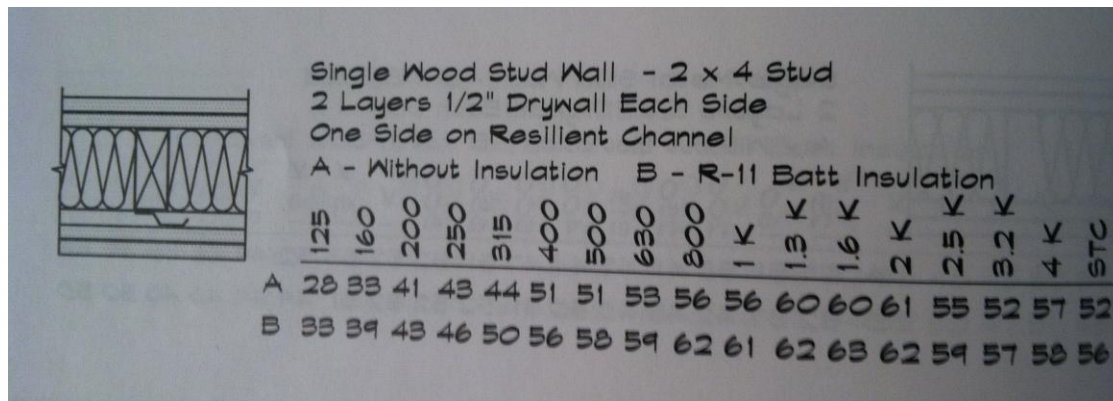 Single Wood Stud Wall - 2 x 4 Stud
2 Layers 1/2" Drywall Each Side
One Side on Resilient Channel
A - Without Insulation B - R-11 Batt Insulation
125 160 200 250 315 400 500 630 800 1 K 1.3 K 1.6 K 2 K 2.5 K 3.2 K 4 K STC
A 28 33 41 43 44 51 51 53 56 56 60 60 61 55 52 57 52
B 33 39 43 46 50 56 58 59 62 61 62 63 62 59 57 58 56